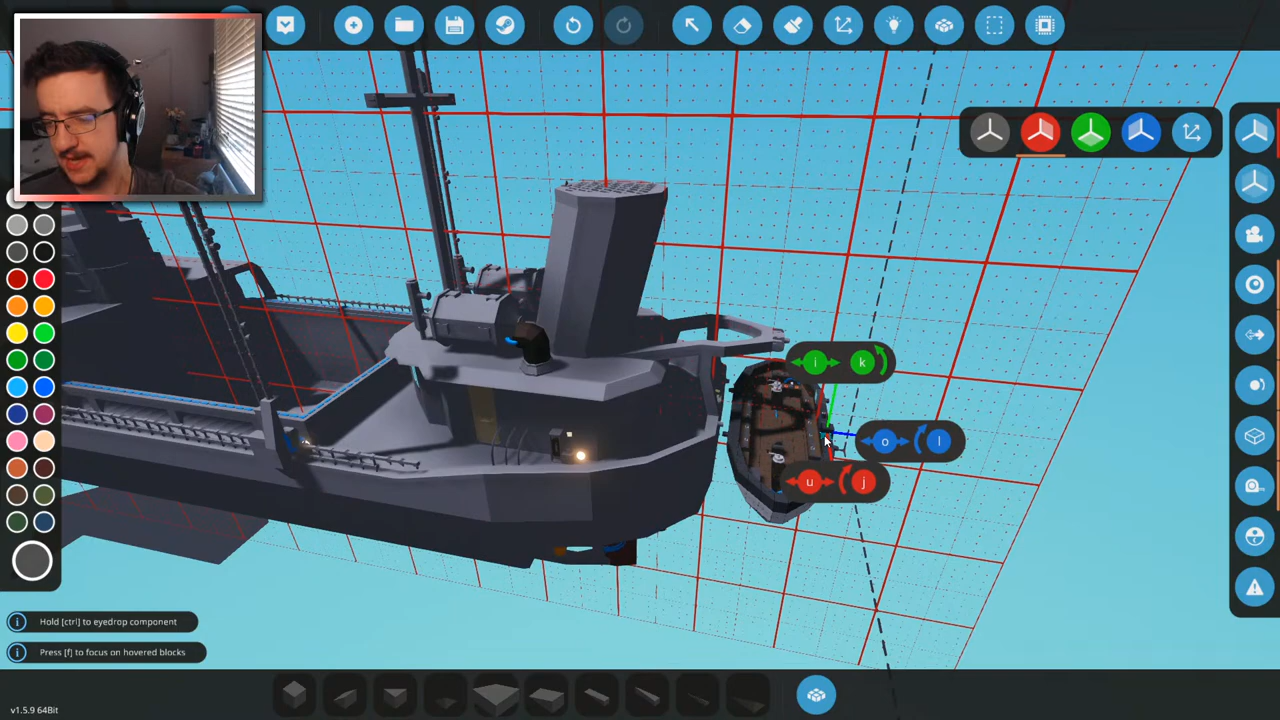 i k
o l
u j
Hold [ctrl] to eyedrop component
Press [f] to focus on hovered blocks
v1.5.9 64Bit